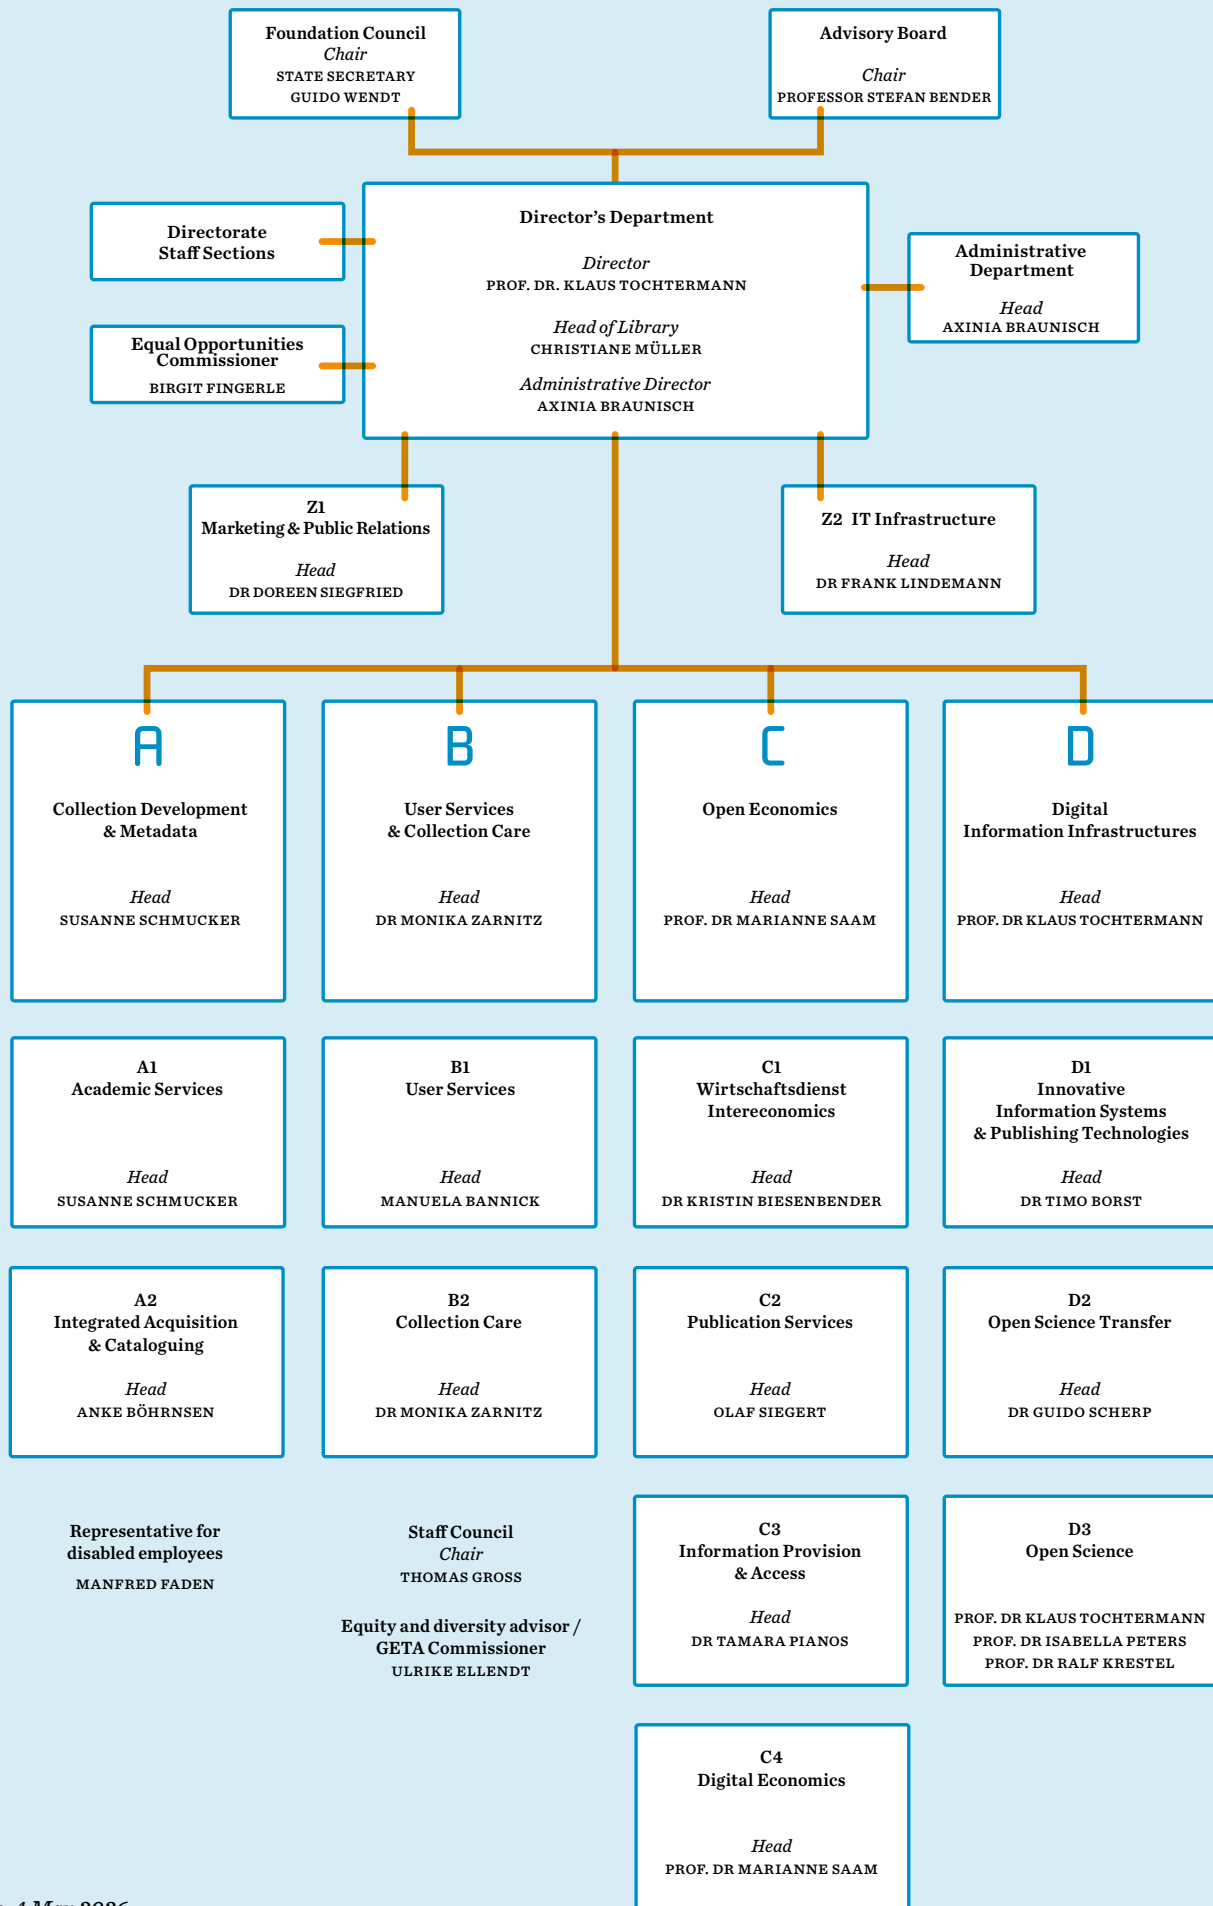 Foundation Council
Chair
STATE SECRETARY
GUIDO WENDT
Advisory Board
Chair
PROFESSOR STEFAN BENDER
Directorate
Staff Sections
Equal Opportunities
Commissioner
BIRGIT FINGERLE
Director's Department
Director
PROF. DR. KLAUS TOCHTERMANN
Head of Library
CHRISTIANE MÜLLER
Administrative Director
AXINIA BRAUNISCH
Administrative
Department
Head
AXINIA BRAUNISCH
Z1
Marketing & Public Relations
Head
DR DOREEN SIEGFRIED
Z2 IT Infrastructure
Head
DR FRANK LINDEMANN
A
Collection Development
& Metadata
Head
SUSANNE SCHMUCKER
B
User Services
& Collection Care
Head
DR MONIKA ZARNITZ
C
Open Economics
Head
PROF. DR MARIANNE SAAM
D
Digital
Information Infrastructures
Head
PROF. DR KLAUS TOCHTERMANN
A1
Academic Services
Head
SUSANNE SCHMUCKER
B1
User Services
Head
MANUELA BANNICK
C1
Wirtschaftsdienst
Intereconomics
Head
DR KRISTIN BIESENBENDER
D1
Innovative
Information Systems
& Publishing Technologies
Head
DR TIMO BORST
A2
Integrated Acquisition
& Cataloguing
Head
ANKE BÖHRNSEN
B2
Collection Care
Head
DR MONIKA ZARNITZ
C2
Publication Services
Head
OLAF SIEGERT
D2
Open Science Transfer
Head
DR GUIDO SCHERP
Representative for
disabled employees
MANFRED FADEN
Staff Council
Chair
THOMAS GROSS
Equity and diversity advisor /
GETA Commissioner
ULRIKE ELLENDT
C3
Information Provision
& Access
Head
DR TAMARA PIANOS
D3
Open Science
PROF. DR KLAUS TOCHTERMANN
PROF. DR ISABELLA PETERS
PROF. DR RALF KRESTEL
C4
Digital Economics
Head
PROF. DR MARIANNE SAAM
4 May 2026